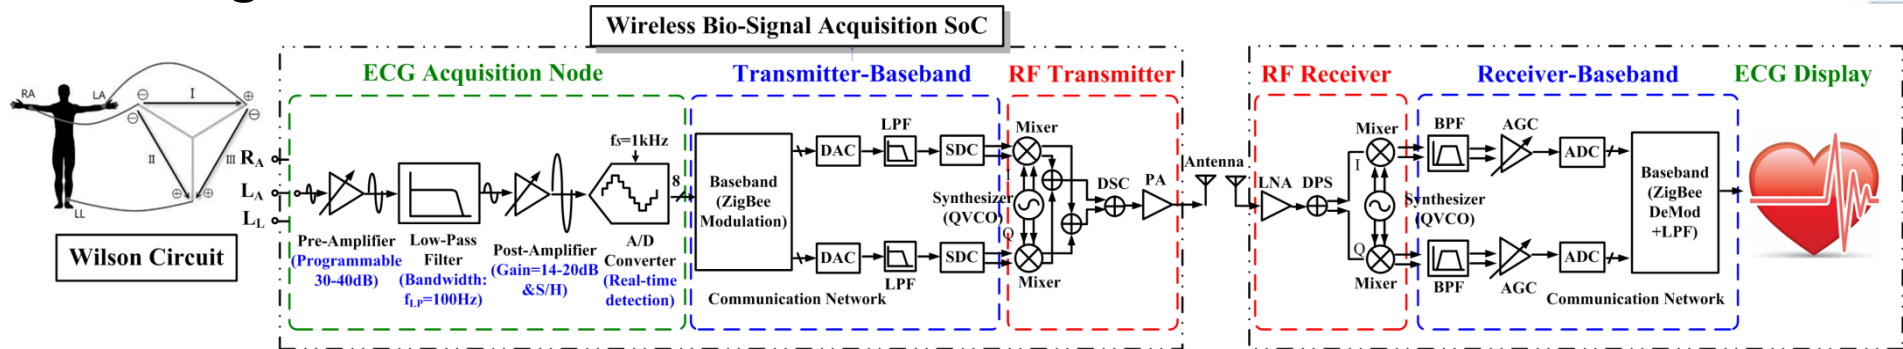 Wireless Bio-Signal Acquisition SoC
ECG Acquisition Node
Transmitter-Baseband
RF Transmitter
RF Receiver
Receiver-Baseband
ECG Display
RA
LA
I
II
III
LL
Wilson Circuit
RA
LA
LL
Pre-Amplifier
(Programmable
30-40dB)
Low-Pass
Filter
(Bandwidth:
fLP=100Hz)
Post-Amplifier
(Gain=14-20dB
&S/H)
fs=1kHz
8
A/D
Converter
(Real-time
detection)
Baseband
(ZigBee
Modulation)
DAC
LPF
SDC
DAC
LPF
SDC
Communication Network
Mixer
I
Synthesizer
(QVCO)
Q
Mixer
DSC
PA
Antenna
LNA
DPS
I
Q
Mixer
Synthesizer
(QVCO)
Mixer
BPF
AGC
ADC
BPF
AGC
ADC
Baseband
(ZigBee
DeMod
+LPF)
Communication Network